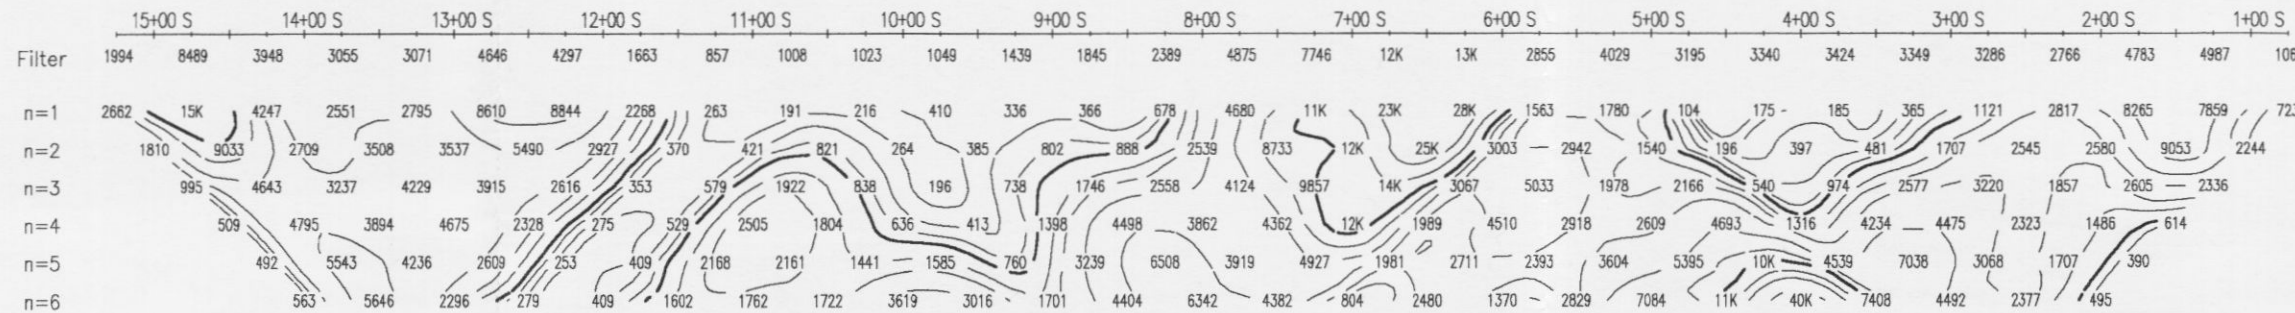 15+00 S 14+00 S 13+00 S 12+00 S 11+00 S 10+00 S 9+00 S 8+00 S 7+00 S 6+00 S 5+00 S 4+00 S 3+00 S 2+00 S 1+00 S
Filter 1994 8489 3948 3055 3071 4646 4297 1663 857 1008 1023 1049 1439 1845 2389 4875 7746 12K 13K 2855 4029 3195 3340 3424 3349 3286 2766 4783 4987
n=1 2662 15K 4247 2551 2795 8610 8844 2268 263 191 216 410 336 366 678 4680 11K 23K 28K 1563 1780 104 175 185 365 1121 2817 8265 7859
n=2 1810 9033 2709 3508 3537 5490 2927 370 421 821 264 385 802 888 2539 8733 12K 25K 3003 2942 1540 196 397 481 1707 2545 2580 9053 2244
n=3 995 4643 3237 4229 3915 2616 353 579 1922 838 196 738 1746 2558 4124 9857 14K 3067 5033 1978 2166 540 974 2577 3220 1857 2605 2336
n=4 509 4795 3894 4675 2328 275 529 2505 1804 636 413 1398 4498 3862 4362 12K 1989 4510 2918 2609 4693 1316 4234 4475 2323 1486 614
n=5 492 5543 4236 2609 253 409 2168 2161 1441 1585 760 3239 6508 3919 4927 1981 2711 2393 3604 5395 10K 4539 7038 3068 1707 390
n=6 563 5646 2296 279 409 1602 1762 1722 3619 3016 1701 4404 6342 4382 804 2480 1370 2829 7084 11K 40K 7408 4492 2377 495